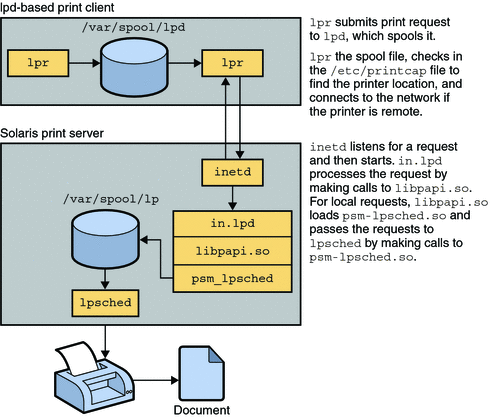 lpd-based print client
/var/spool/lpd
lpr
lpr
lpr submits print request
to lpd, which spools it.
lpr the spool file, checks in
the /etc/printcap file to
find the printer location, and
connects to the network if
the printer is remote.
Solaris print server
inetd
/var/spool/lp
in.lpd
libpapi.so
psm_lpsched
lpsched
inetd listens for a request
and then starts. in.lpd
processes the request by
making calls to libpapi.so.
For local requests, libpapi.so
loads psm-lpsched.so and
passes the requests to
lpsched by making calls to
psm-lpsched.so.
Document